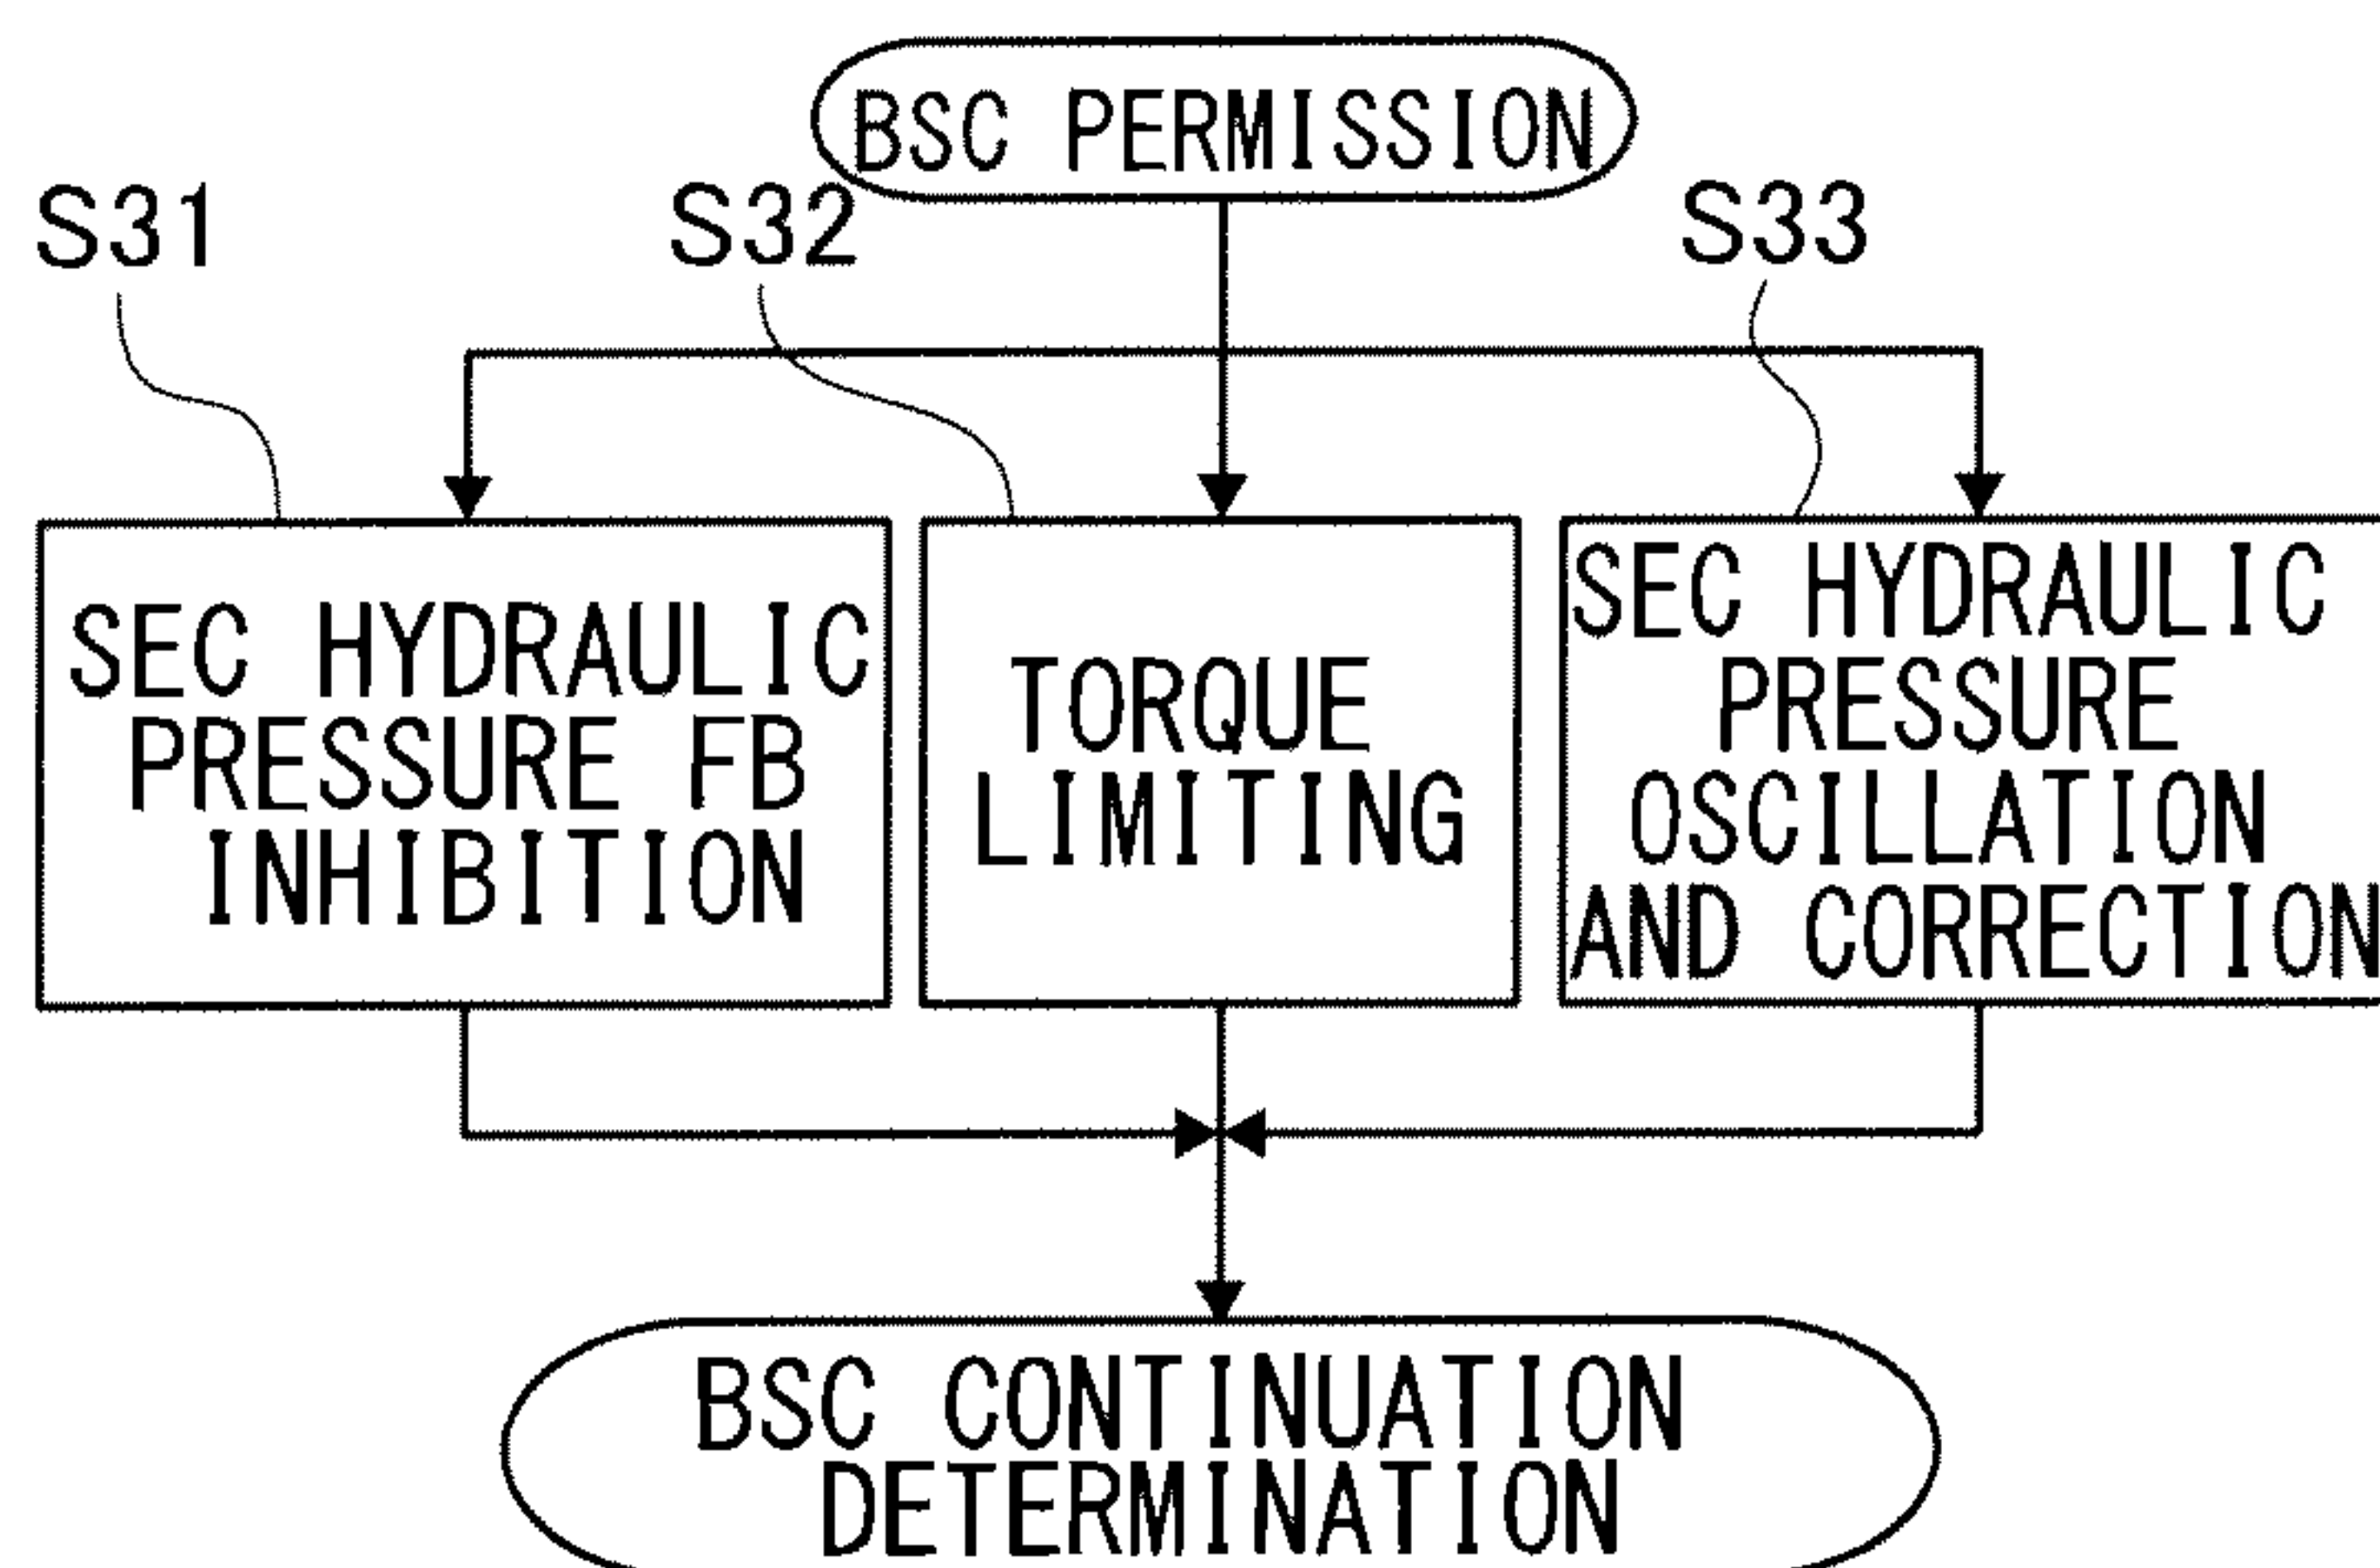 BSC PERMISSION
S31
S32
S33
SEC HYDRAULIC
PRESSURE FB
INHIBITION
TORQUE
LIMITING
SEC HYDRAULIC
PRESSURE
OSCILLATION
AND CORRECTION
BSC CONTINUATION
DETERMINATION